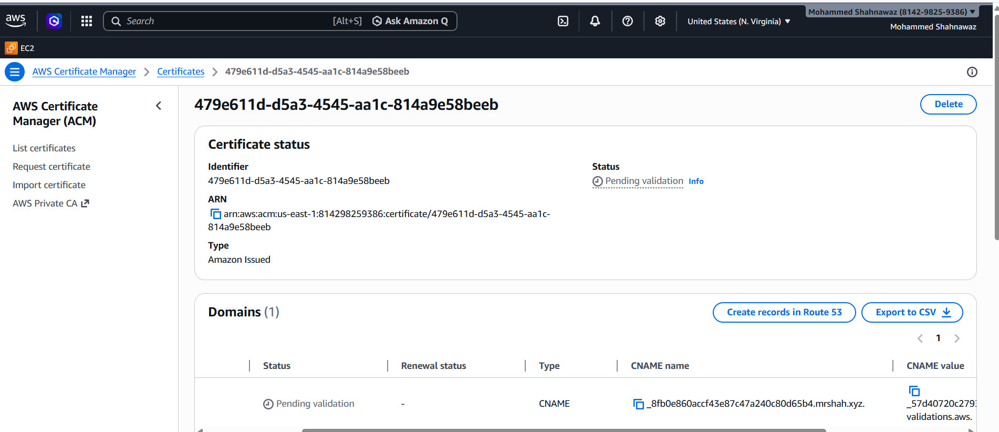 aws
Search [Alt+S] Ask Amazon Q
United States (N. Virginia)
Mohammed Shahnawaz (8142-9825-9386)
Mohammed Shahnawaz
EC2
AWS Certificate Manager
Certificates
479e611d-d5a3-4545-aa1c-814a9e58beeb
AWS Certificate
Manager (ACM)
List certificates
Request certificate
Import certificate
AWS Private CA
479e611d-d5a3-4545-aa1c-814a9e58beeb
Delete
Certificate status
Identifier
479e611d-d5a3-4545-aa1c-814a9e58beeb
ARN
arn:aws:acm:us-east-1:814298259386:certificate/479e611d-d5a3-4545-aa1c-
814a9e58beeb
Type
Amazon Issued
Status
Pending validation Info
Domains (1)
Create records in Route 53
Export to CSV
1
Status Renewal status Type CNAME name CNAME value
Pending validation - CNAME _8fb0e860accf43e87c47a240c80d65b4.mrshah.xyz.
_57d40720c279
validations.aws.